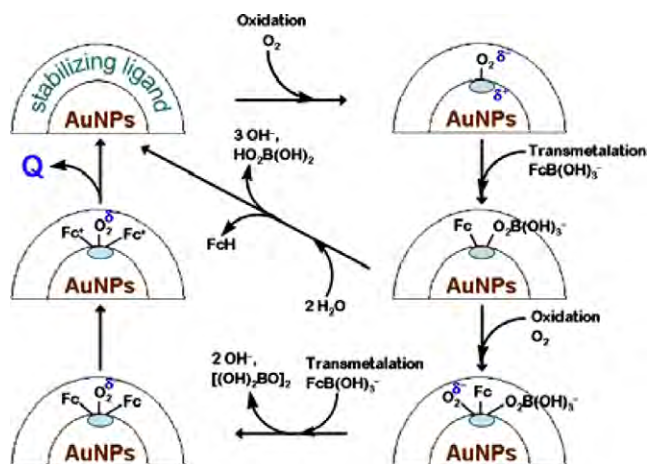 Oxidation
O₂
stabilizing ligand
AuNPs
O₂ δ⁻
δ⁺
AuNPs
3 OH⁻,
HO₂B(OH)₂
Transmetalation
FcB(OH)₃⁻
Q
FcH
2 H₂O
δ
O₂
Fc⁺ Fc⁺
AuNPs
Fc O₂B(OH)₃⁻
AuNPs
Oxidation
O₂
2 OH⁻,
[(OH)₂BO]₂
Transmetalation
FcB(OH)₃⁻
δ
O₂
Fc Fc
AuNPs
δ⁻ Fc
O₂ O₂B(OH)₃⁻
AuNPs